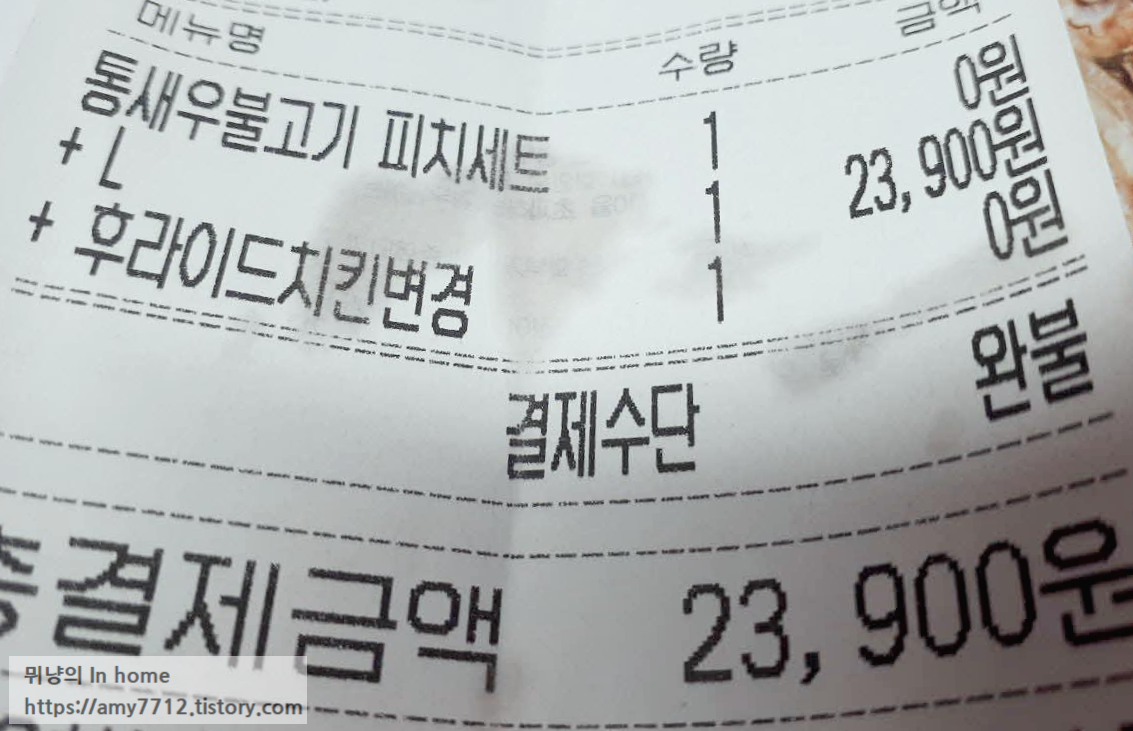 메뉴명 수량 금액
통새우불고기 피치세트 1 0원
+ L 1 23,900원
+ 후라이드치킨변경 1 0원
결제수단 완불
총결제금액 23,900원
뭐냥의 In home
https://amy7712.tistory.com/